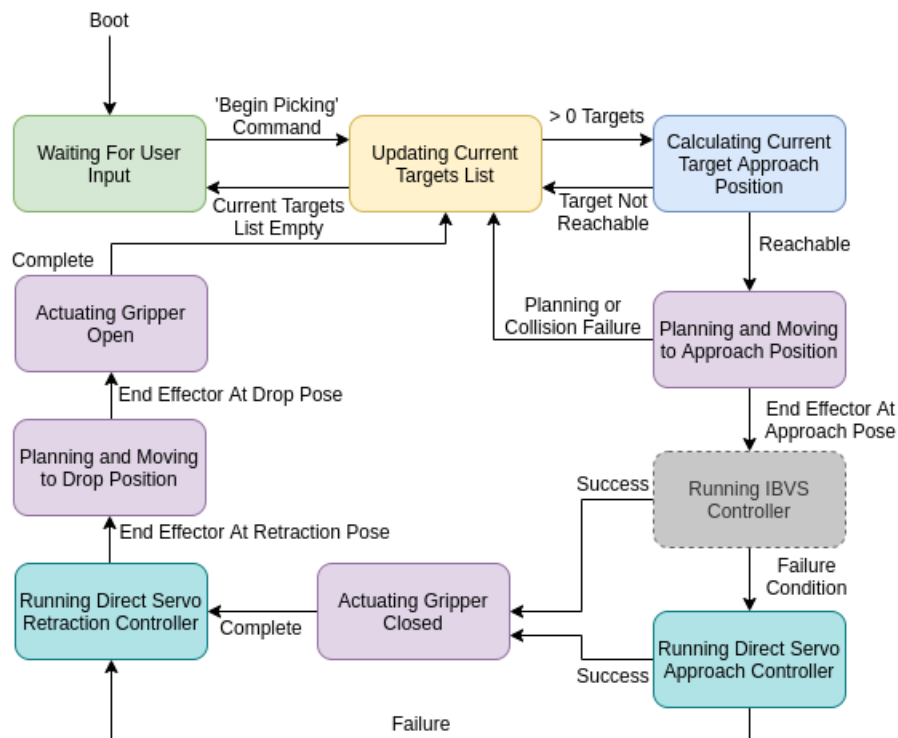 Boot
'Begin Picking'
Command
> 0 Targets
Waiting For User
Input
Updating Current
Targets List
Calculating Current
Target Approach
Position
Current Targets
List Empty
Target Not
Reachable
Reachable
Complete
Actuating Gripper
Open
Planning or
Collision Failure
Planning and Moving
to Approach Position
End Effector At Drop Pose
End Effector At
Approach Pose
Planning and Moving
to Drop Position
Success
Running IBVS
Controller
End Effector At Retraction Pose
Failure
Condition
Running Direct Servo
Retraction Controller
Complete
Actuating Gripper
Closed
Success
Running Direct Servo
Approach Controller
Failure